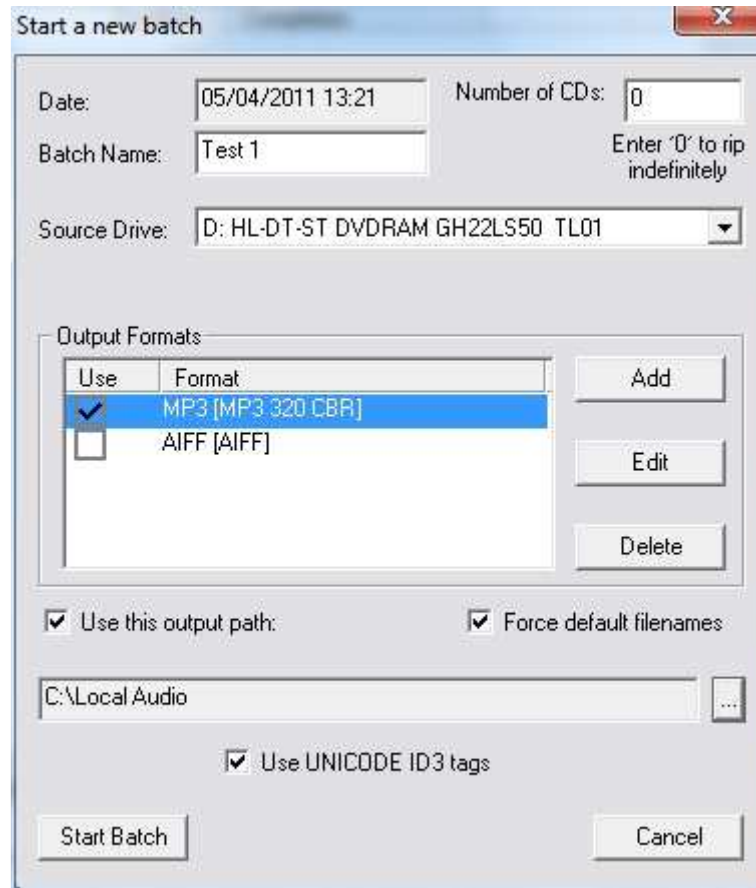 Start a new batch
Date: 05/04/2011 13:21 Number of CDs: 0
Batch Name: Test 1 Enter '0' to rip
indefinitely
Source Drive: D: HL-DT-ST DVDRAM GH22LS50 TL01
Output Formats
Use Format
MP3 [MP3 320 CBR]
AIFF [AIFF]
Add
Edit
Delete
Use this output path: Force default filenames
C:\Local Audio ...
Use UNICODE ID3 tags
Start Batch Cancel